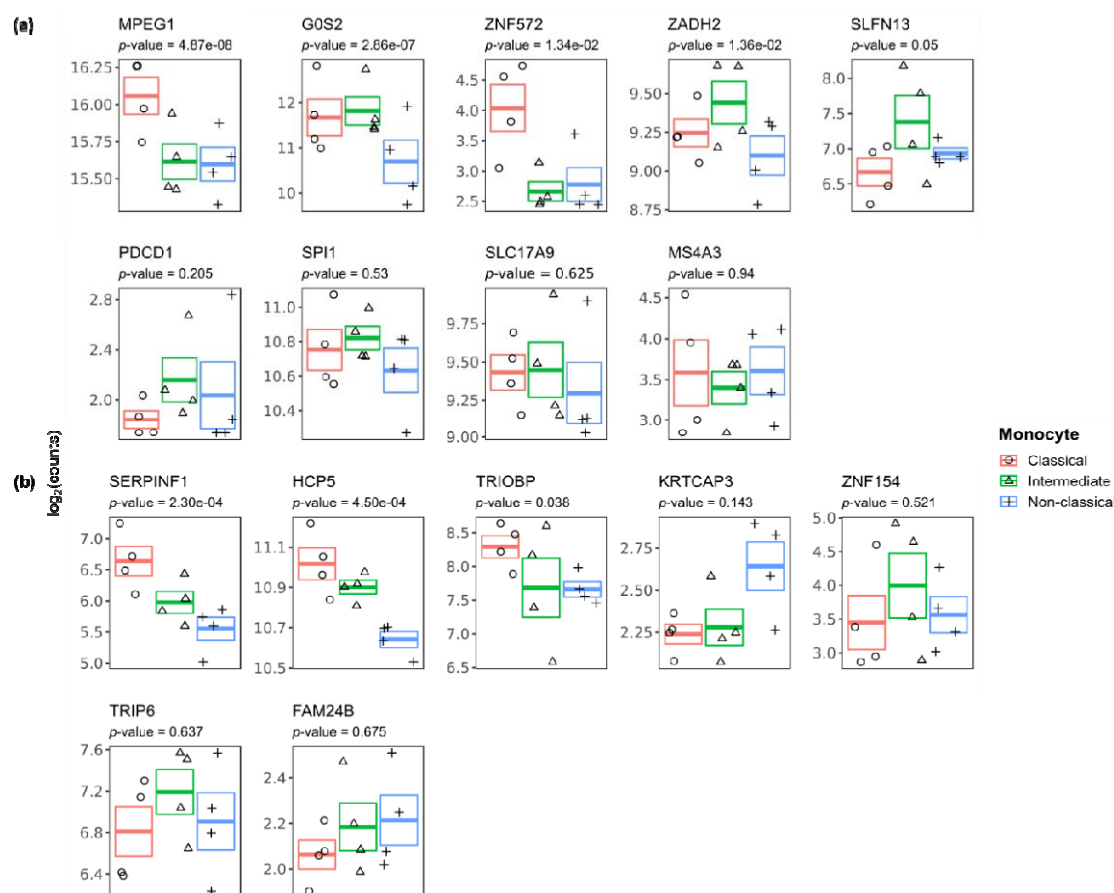 (a)
MPEG1
p-value = 4.87e-08
16.25
16.00
15.75
15.50
G0S2
p-value = 2.86e-07
12
11
10
ZNF572
p-value = 1.34e-02
4.5
4.0
3.5
3.0
2.5
ZADH2
p-value = 1.36e-02
9.50
9.25
9.00
8.75
SLFN13
p-value = 0.05
8.0
7.5
7.0
6.5
PDCD1
p-value = 0.205
2.8
2.4
2.0
SPI1
p-value = 0.53
11.0
10.8
10.6
10.4
SLC17A9
p-value = 0.625
9.75
9.50
9.25
9.00
MS4A3
p-value = 0.94
4.5
4.0
3.5
3.0
log2(counts)
(b)
SERPINF1
p-value = 2.30e-04
7.0
6.5
6.0
5.5
5.0
HCP5
p-value = 4.50e-04
11.1
10.9
10.7
10.5
TRIOBP
p-value = 0.038
8.5
8.0
7.5
7.0
6.5
KRTCAP3
p-value = 0.143
2.75
2.50
2.25
ZNF154
p-value = 0.521
5.0
4.5
4.0
3.5
3.0
TRIP6
p-value = 0.637
7.6
7.2
6.8
6.4
FAM24B
p-value = 0.675
2.4
2.2
2.0
Monocyte
Classical
Intermediate
Non-classical